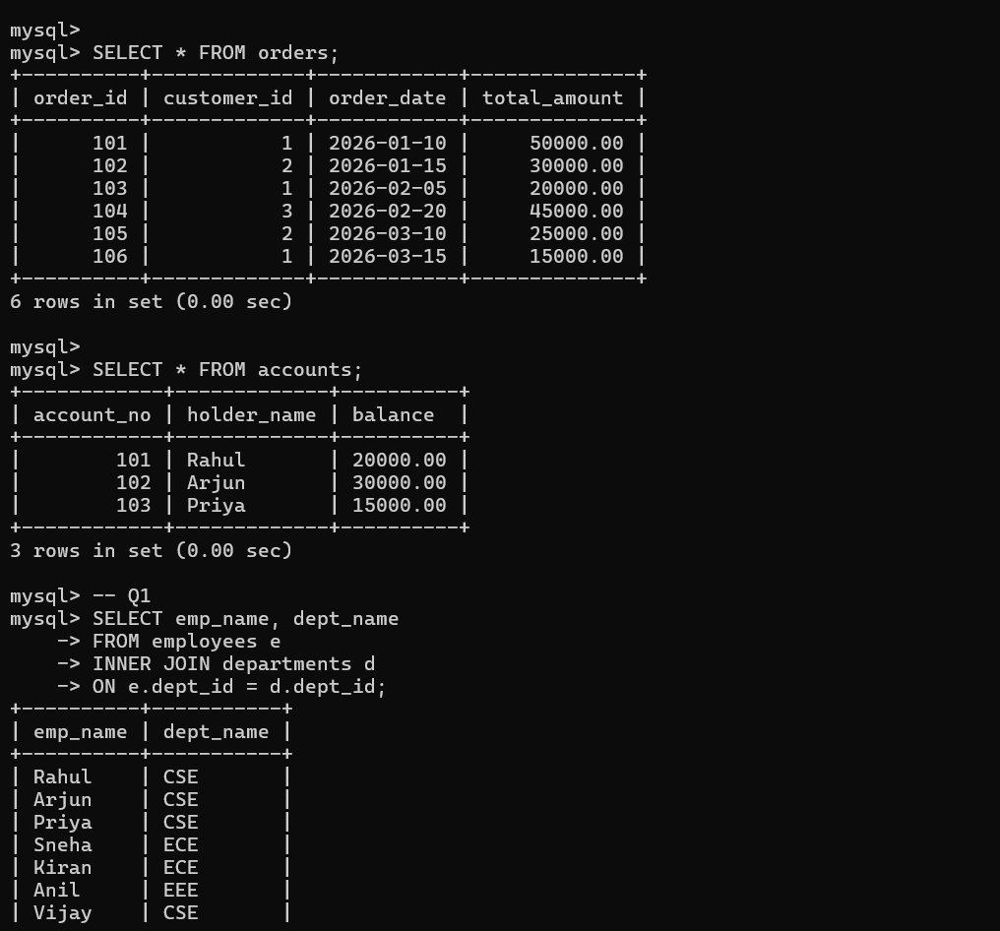 mysql>
mysql> SELECT * FROM orders;
+----------+-------------+------------+--------------+
| order_id | customer_id | order_date | total_amount |
+----------+-------------+------------+--------------+
|      101 |           1 | 2026-01-10 |     50000.00 |
|      102 |           2 | 2026-01-15 |     30000.00 |
|      103 |           1 | 2026-02-05 |     20000.00 |
|      104 |           3 | 2026-02-20 |     45000.00 |
|      105 |           2 | 2026-03-10 |     25000.00 |
|      106 |           1 | 2026-03-15 |     15000.00 |
+----------+-------------+------------+--------------+
6 rows in set (0.00 sec)

mysql>
mysql> SELECT * FROM accounts;
+------------+-------------+----------+
| account_no | holder_name | balance  |
+------------+-------------+----------+
|        101 | Rahul       | 20000.00 |
|        102 | Arjun       | 30000.00 |
|        103 | Priya       | 15000.00 |
+------------+-------------+----------+
3 rows in set (0.00 sec)

mysql> -- Q1
mysql> SELECT emp_name, dept_name
    -> FROM employees e
    -> INNER JOIN departments d
    -> ON e.dept_id = d.dept_id;
+----------+-----------+
| emp_name | dept_name |
+----------+-----------+
| Rahul    | CSE       |
| Arjun    | CSE       |
| Priya    | CSE       |
| Sneha    | ECE       |
| Kiran    | ECE       |
| Anil     | EEE       |
| Vijay    | CSE       |